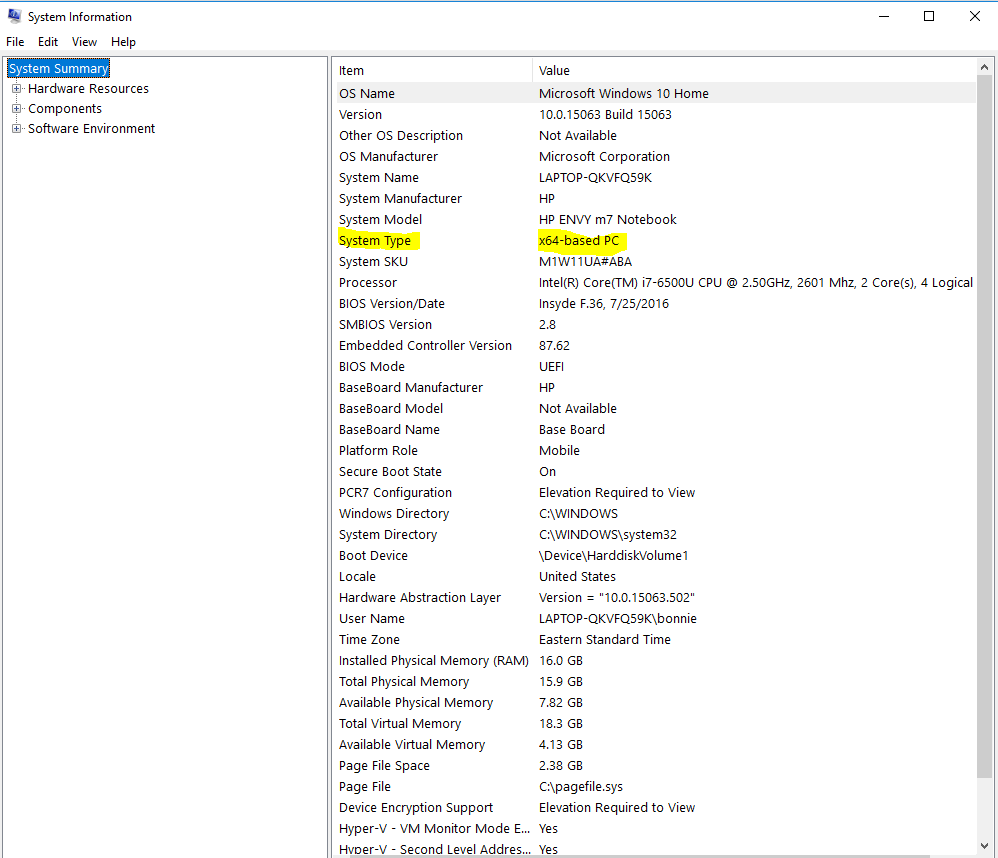 System Information
File Edit View Help
System Summary
Hardware Resources
Components
Software Environment
Item Value
OS Name Microsoft Windows 10 Home
Version 10.0.15063 Build 15063
Other OS Description Not Available
OS Manufacturer Microsoft Corporation
System Name LAPTOP-QKVFQ59K
System Manufacturer HP
System Model HP ENVY m7 Notebook
System Type x64-based PC
System SKU M1W11UA#ABA
Processor Intel(R) Core(TM) i7-6500U CPU @ 2.50GHz, 2601 Mhz, 2 Core(s), 4 Logical
BIOS Version/Date Insyde F.36, 7/25/2016
SMBIOS Version 2.8
Embedded Controller Version 87.62
BIOS Mode UEFI
BaseBoard Manufacturer HP
BaseBoard Model Not Available
BaseBoard Name Base Board
Platform Role Mobile
Secure Boot State On
PCR7 Configuration Elevation Required to View
Windows Directory C:\WINDOWS
System Directory C:\WINDOWS\system32
Boot Device \Device\HarddiskVolume1
Locale United States
Hardware Abstraction Layer Version = "10.0.15063.502"
User Name LAPTOP-QKVFQ59K\bonnie
Time Zone Eastern Standard Time
Installed Physical Memory (RAM) 16.0 GB
Total Physical Memory 15.9 GB
Available Physical Memory 7.82 GB
Total Virtual Memory 18.3 GB
Available Virtual Memory 4.13 GB
Page File Space 2.38 GB
Page File C:\pagefile.sys
Device Encryption Support Elevation Required to View
Hyper-V - VM Monitor Mode E... Yes
Hyper-V - Second Level Addres... Yes